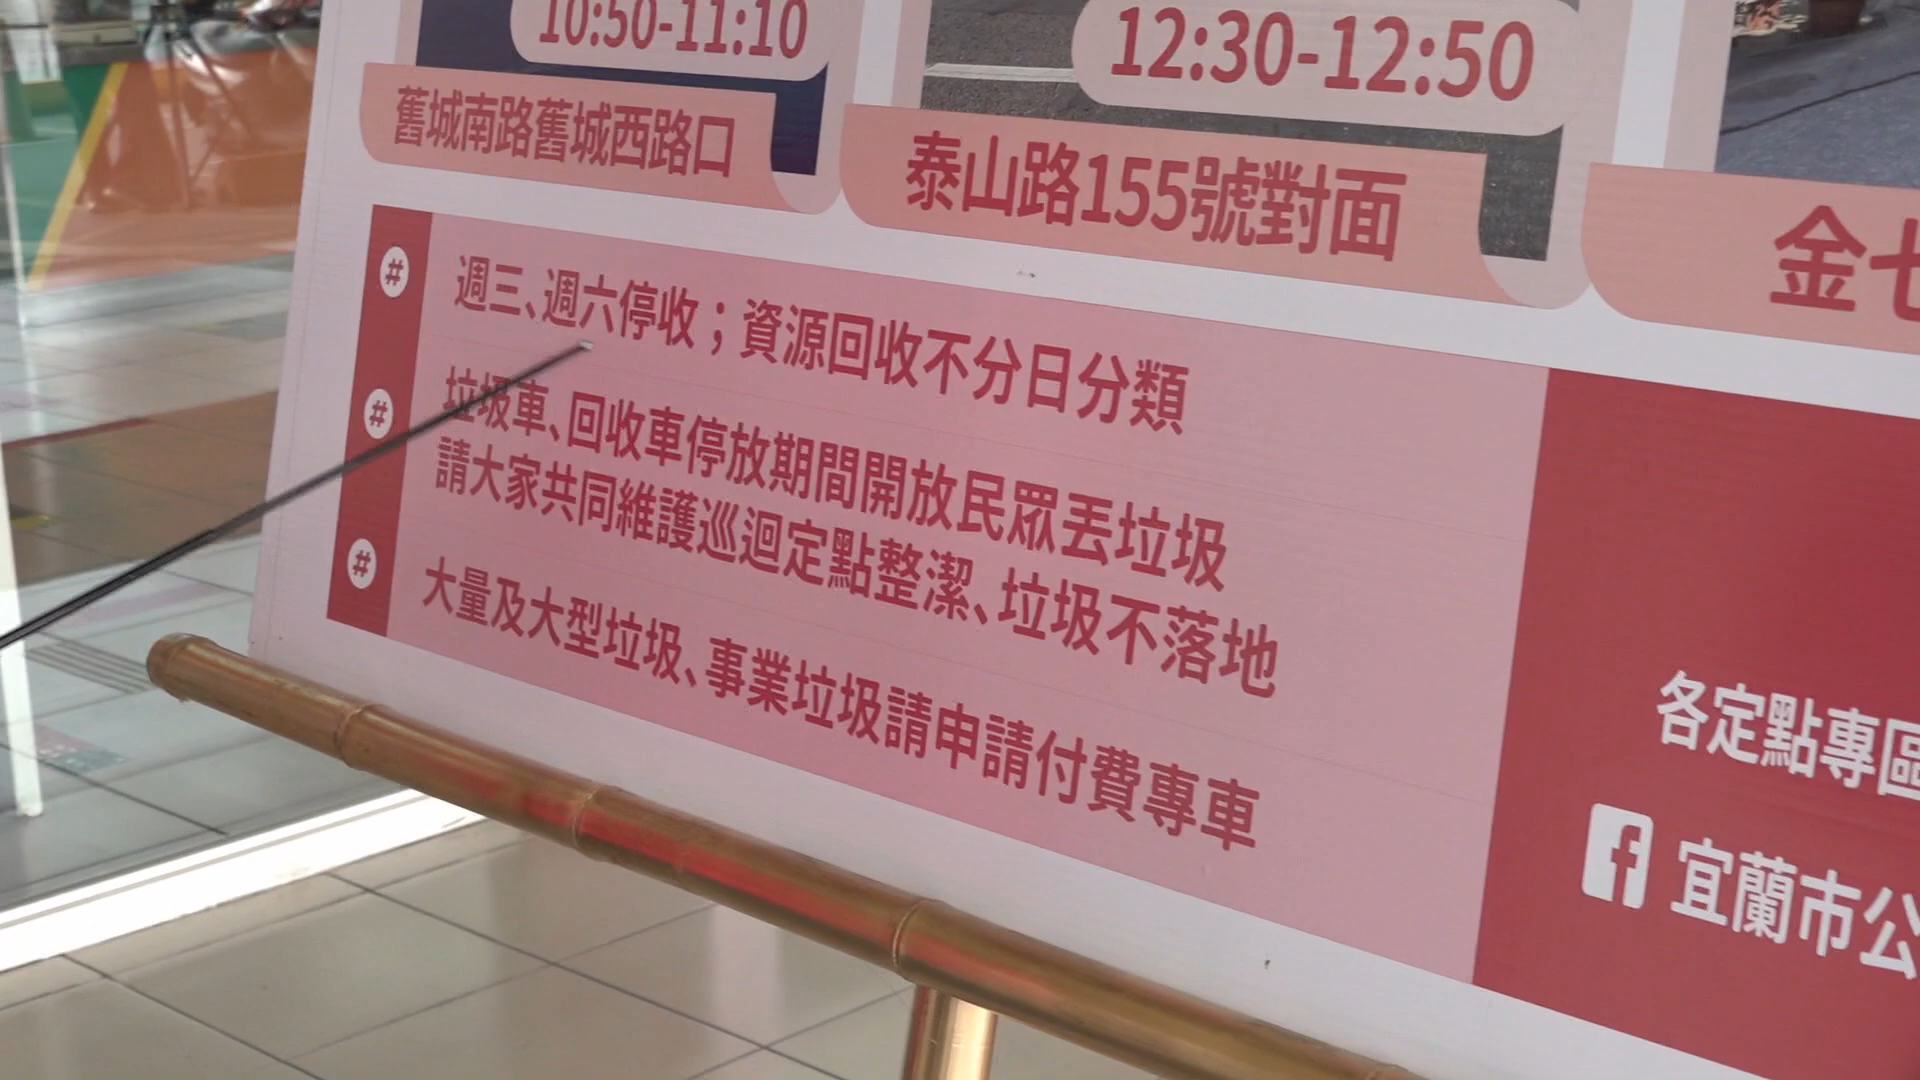 10:50-11:10
12:30-12:50
舊城南路舊城西路口
泰山路155號對面
金七
# 週三、週六停收；資源回收不分日分類
# 垃圾車、回收車停放期間開放民眾丟垃圾
請大家共同維護巡迴定點整潔、垃圾不落地
# 大量及大型垃圾、事業垃圾請申請付費專車
各定點專區
f 宜蘭市公